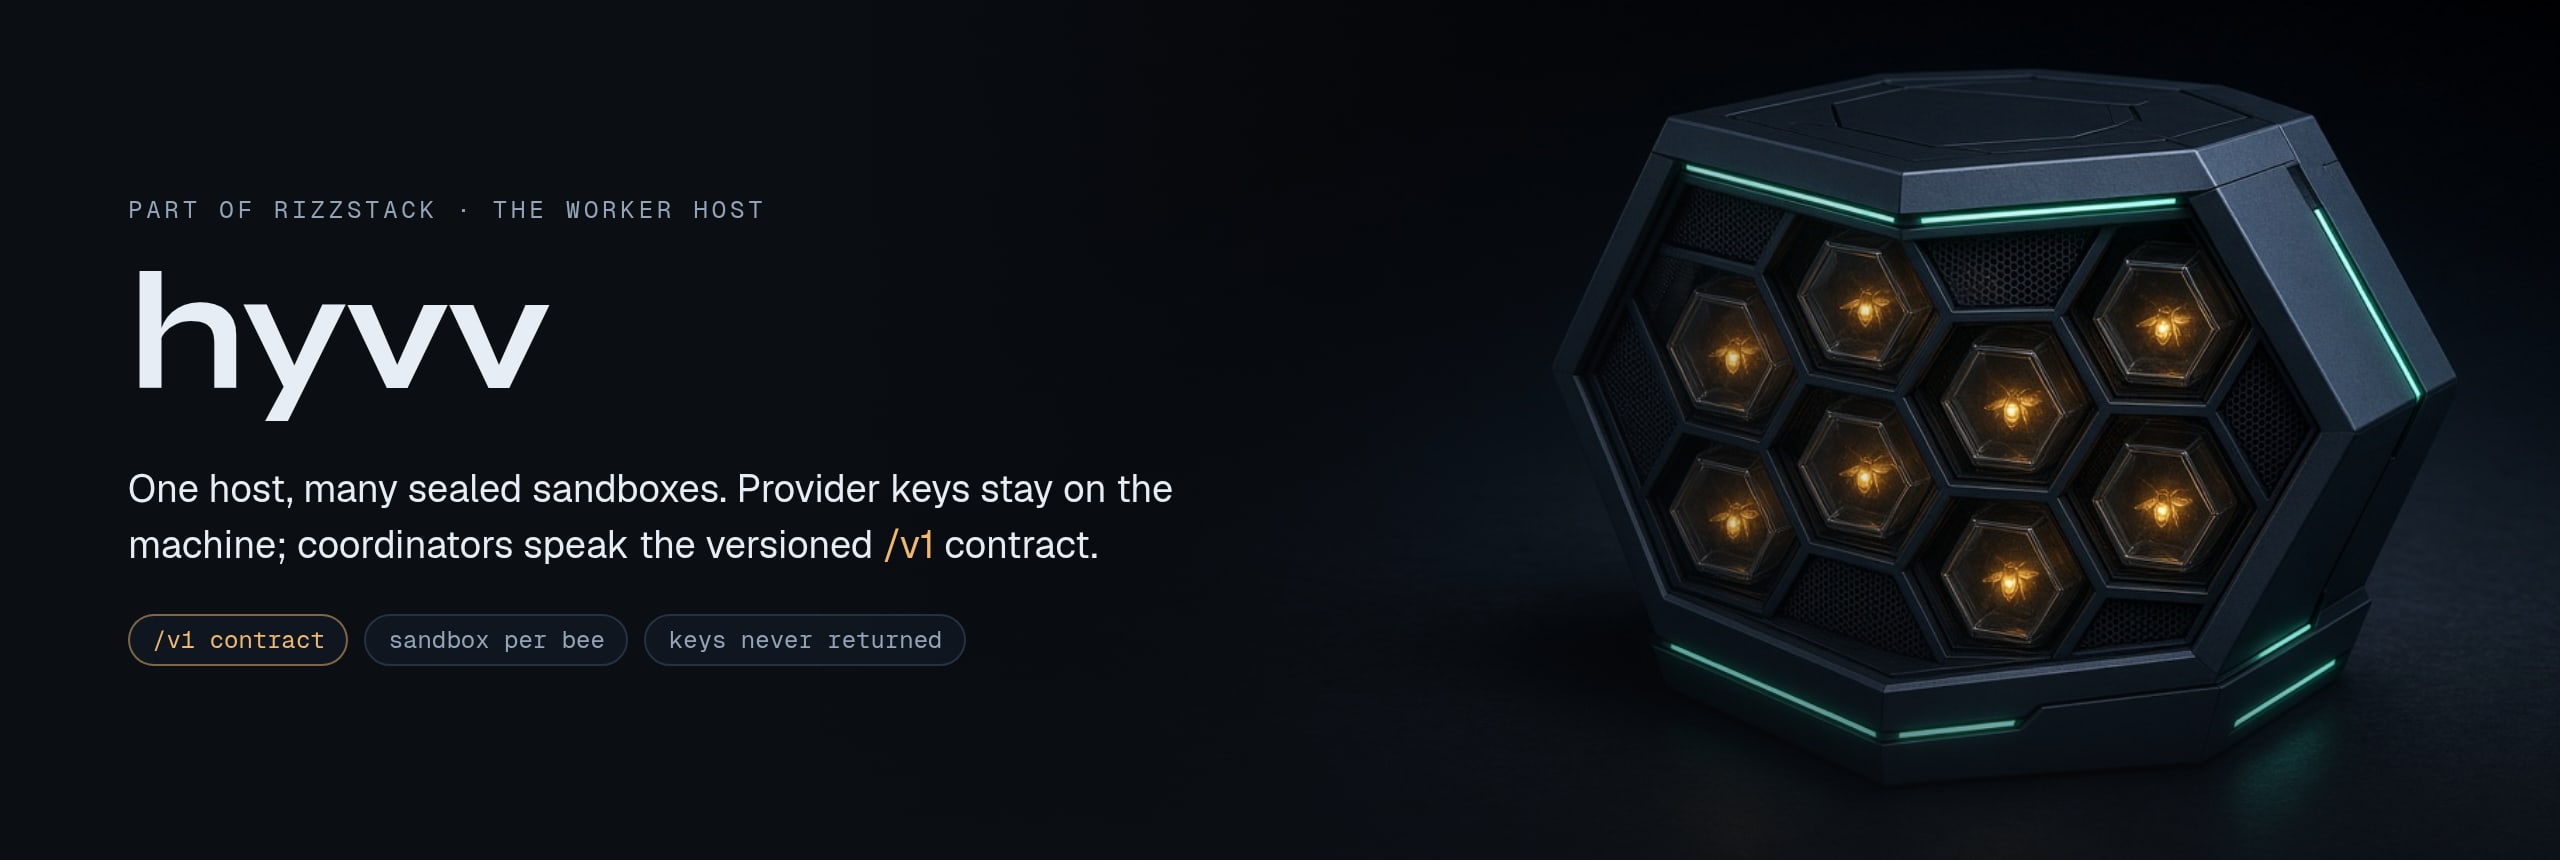 PART OF RIZZSTACK · THE WORKER HOST
hyvv
One host, many sealed sandboxes. Provider keys stay on the
machine; coordinators speak the versioned /v1 contract.
/v1 contract
sandbox per bee
keys never returned